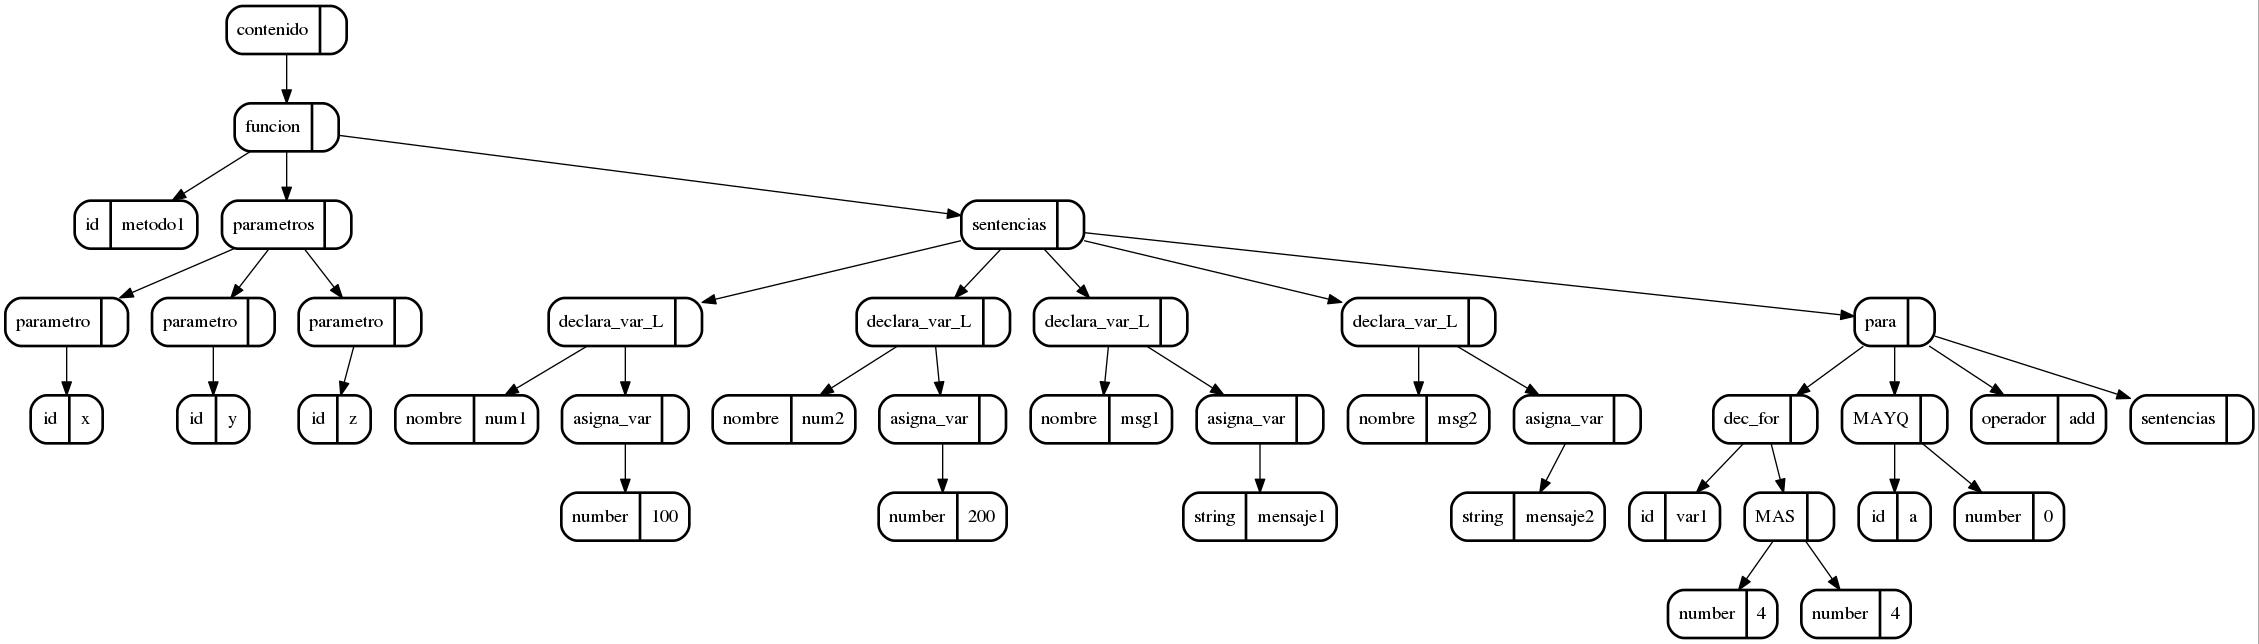 contenido
funcion
id metodo1
parametros
sentencias
parametro
parametro
parametro
declara_var_L
declara_var_L
declara_var_L
declara_var_L
para
id x
id y
id z
nombre num1
asigna_var
nombre num2
asigna_var
nombre msg1
asigna_var
nombre msg2
asigna_var
dec_for
MAYQ
operador add
sentencias
number 100
number 200
string mensaje1
string mensaje2
id var1
MAS
id a
number 0
number 4
number 4